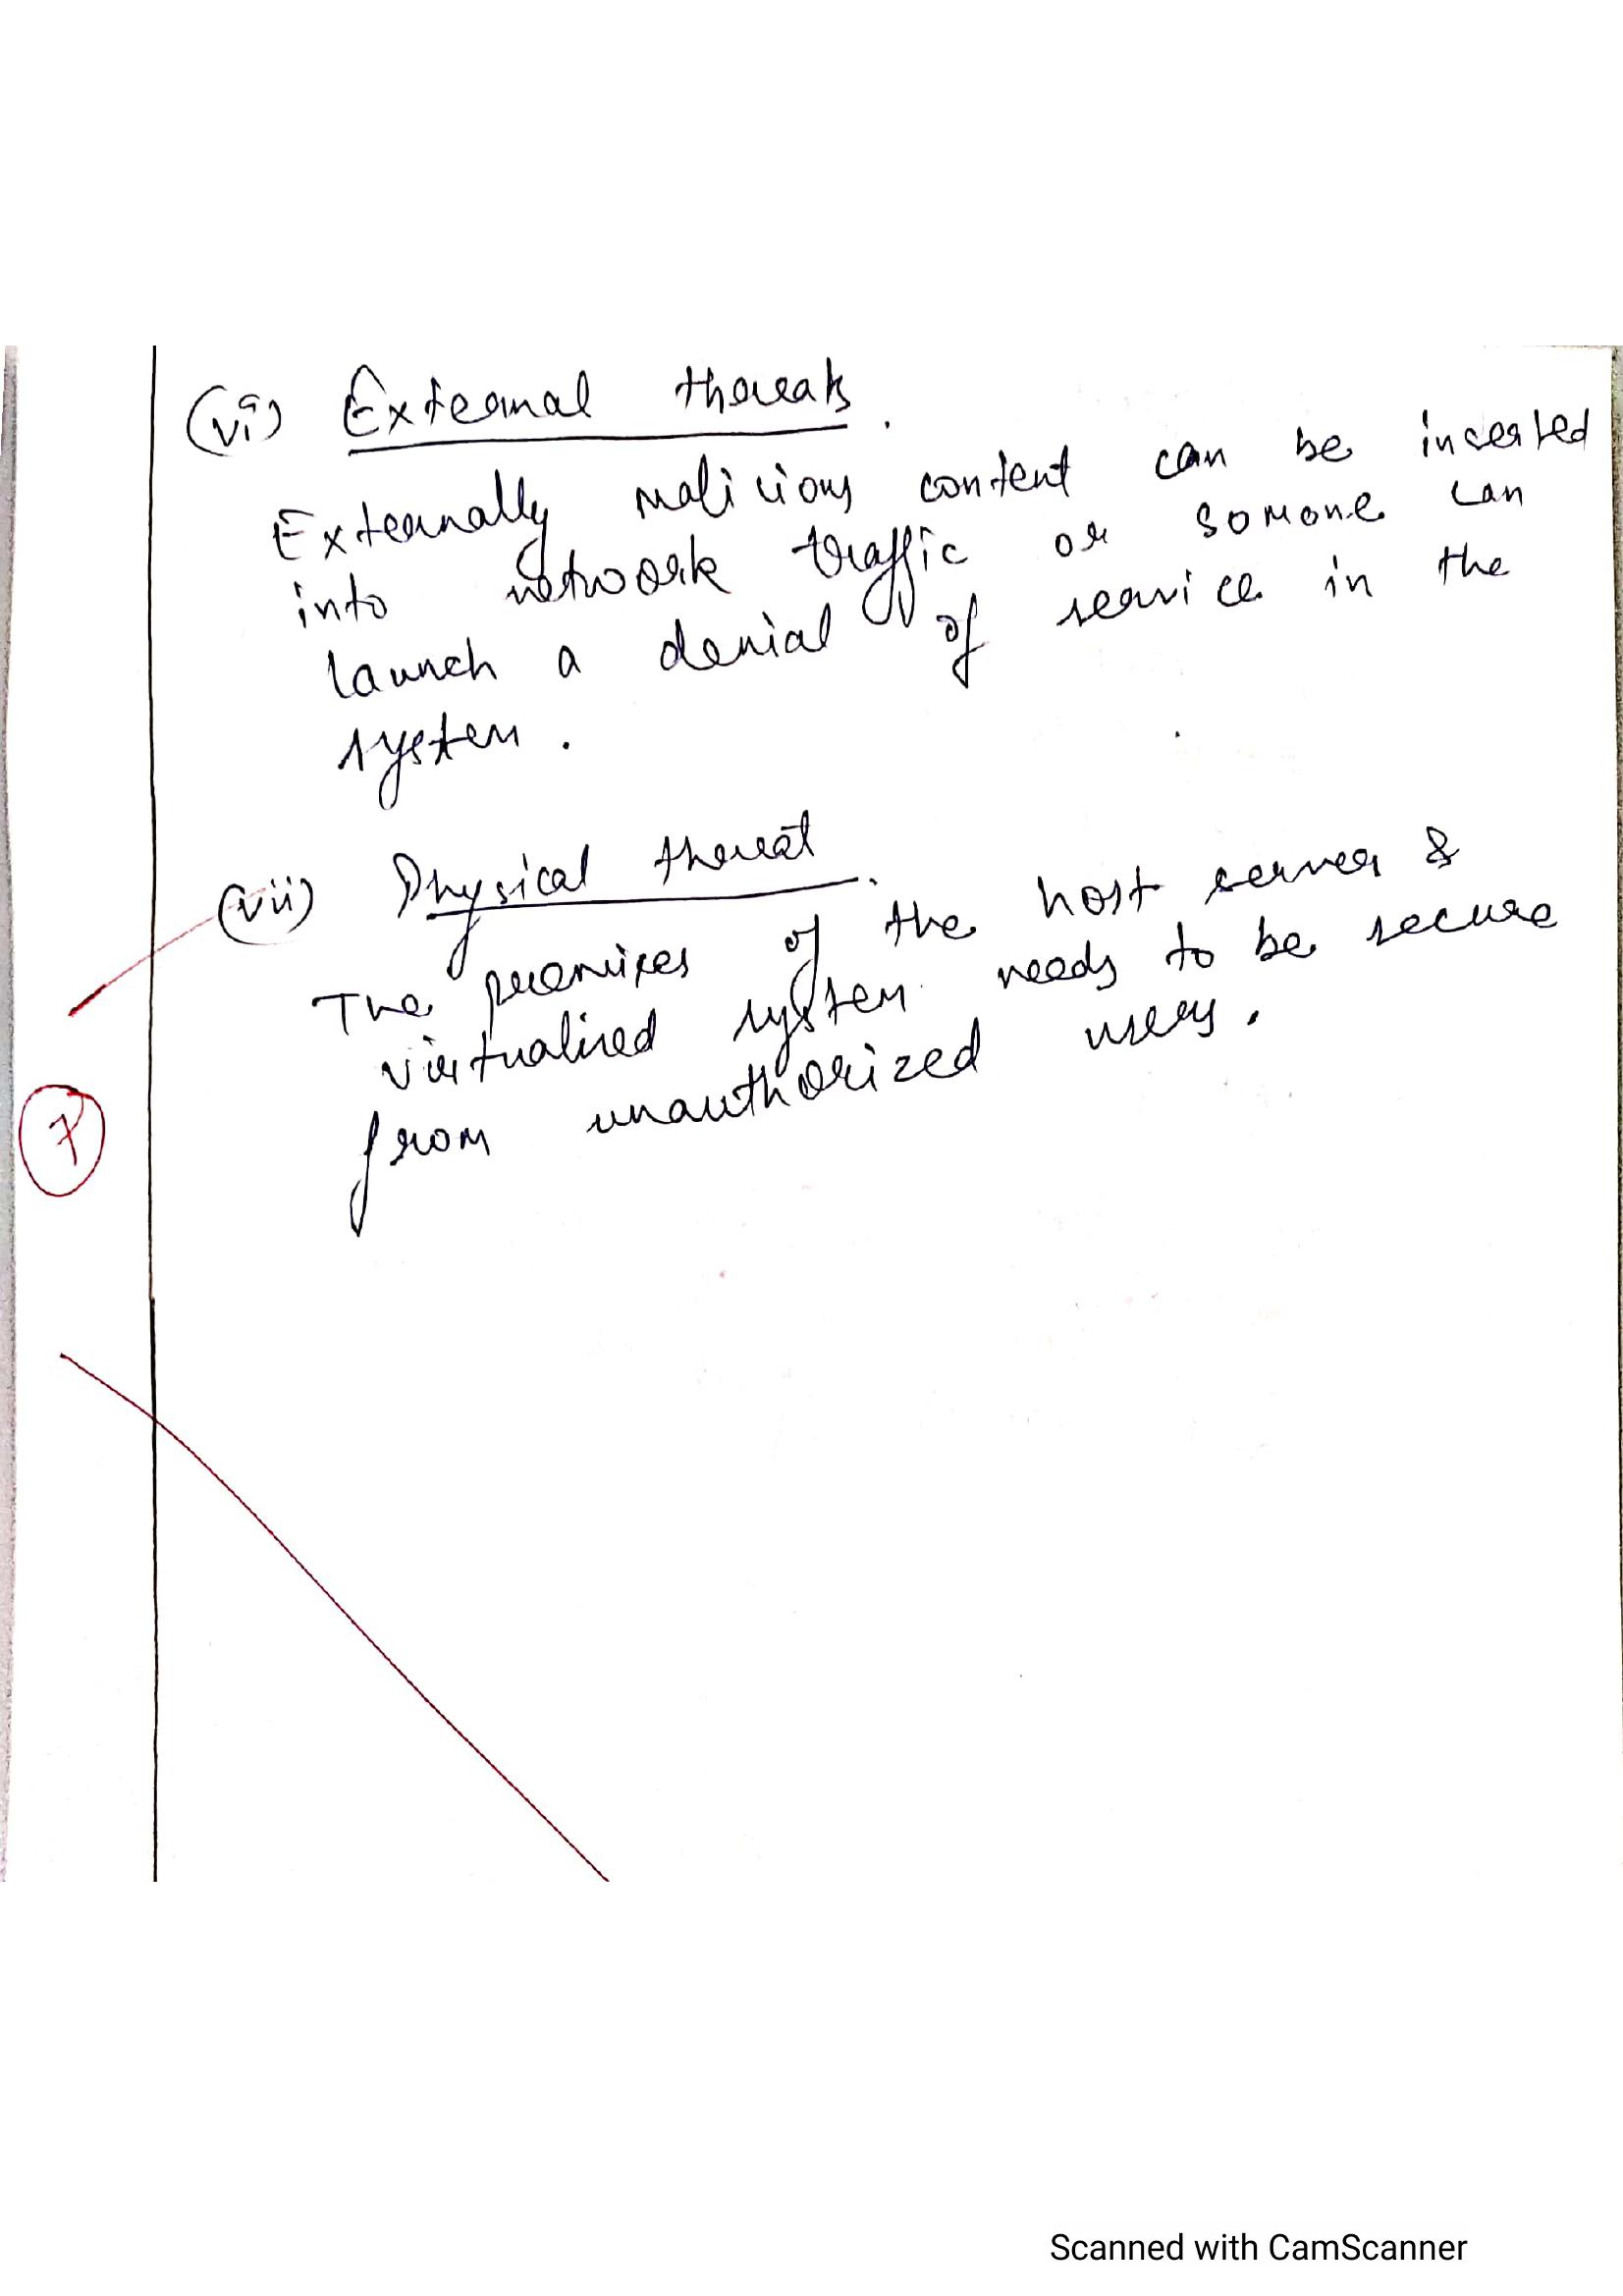 (vi) External threats.
Externally malicious content can be inserted
into network traffic or somone can
launch a denial of service in the
system.
(vii) Physical threat.
The premises of the host server &
virtualised system needs to be secure
from unauthorized users.
7
Scanned with CamScanner